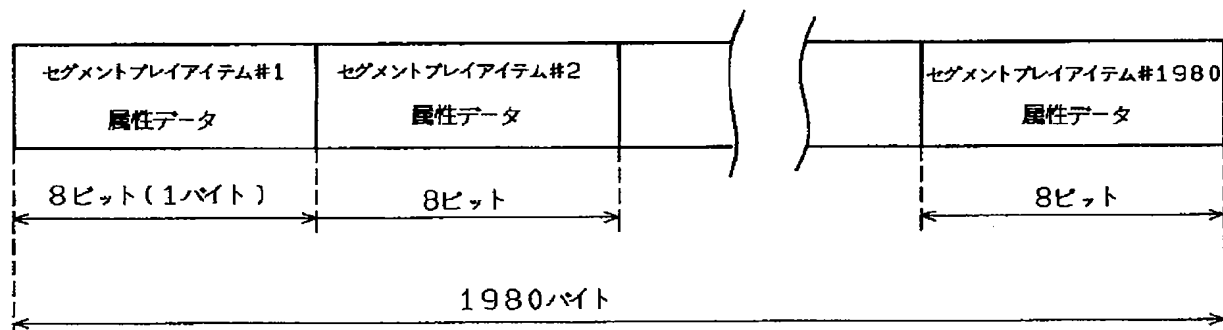 セグメントプレイアイテム#1
属性データ
セグメントプレイアイテム#2
属性データ
セグメントプレイアイテム#1980
属性データ
8ビット(1バイト)
8ビット
8ビット
1980バイト